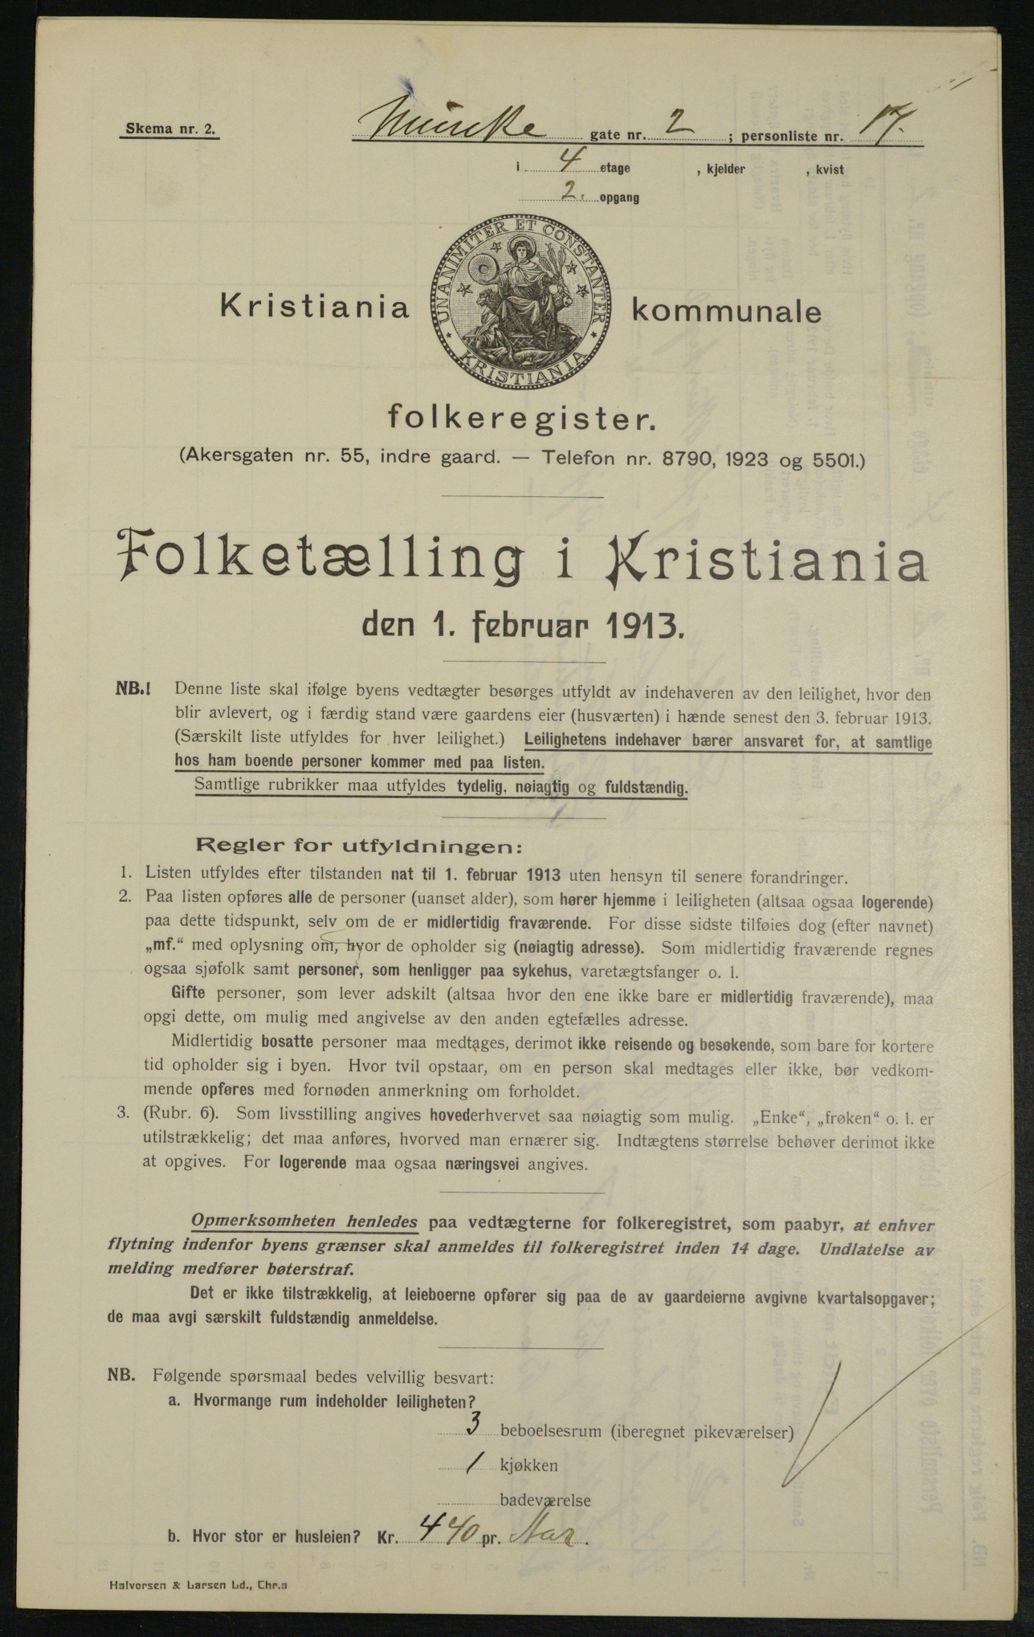 Skema nr. 2.
Munke gate nr. 2 ; personliste nr. 17.
i 4 etage , kjelder , kvist
2. opgang
UNANIMITER ET CONSTANTER
KRISTIANIA
Kristiania kommunale
folkeregister.
(Akersgaten nr. 55, indre gaard. — Telefon nr. 8790, 1923 og 5501.)
Folketælling i Kristiania
den 1. februar 1913.
NB.! Denne liste skal ifølge byens vedtægter besørges utfyldt av indehaveren av den leilighet, hvor den
blir avlevert, og i færdig stand være gaardens eier (husværten) i hænde senest den 3. februar 1913.
(Særskilt liste utfyldes for hver leilighet.) Leilighetens indehaver bærer ansvaret for, at samtlige
hos ham boende personer kommer med paa listen.
Samtlige rubrikker maa utfyldes tydelig, nøiagtig og fuldstændig.
Regler for utfyldningen:
1. Listen utfyldes efter tilstanden nat til 1. februar 1913 uten hensyn til senere forandringer.
2. Paa listen opføres alle de personer (uanset alder), som hører hjemme i leiligheten (altsaa ogsaa logerende)
paa dette tidspunkt, selv om de er midlertidig fraværende. For disse sidste tilføies dog (efter navnet)
„mf.“ med oplysning om, hvor de opholder sig (nøiagtig adresse). Som midlertidig fraværende regnes
ogsaa sjøfolk samt personer, som henligger paa sykehus, varetægtsfanger o. l.
Gifte personer, som lever adskilt (altsaa hvor den ene ikke bare er midlertidig fraværende), maa
opgi dette, om mulig med angivelse av den anden egtefælles adresse.
Midlertidig bosatte personer maa medtages, derimot ikke reisende og besøkende, som bare for kortere
tid opholder sig i byen. Hvor tvil opstaar, om en person skal medtages eller ikke, bør vedkom-
mende opføres med fornøden anmerkning om forholdet.
3. (Rubr. 6). Som livsstilling angives hovederhvervet saa nøiagtig som mulig. „Enke“, „frøken“ o. l. er
utilstrækkelig; det maa anføres, hvorved man ernærer sig. Indtægtens størrelse behøver derimot ikke
at opgives. For logerende maa ogsaa næringsvei angives.
Opmerksomheten henledes paa vedtægterne for folkeregistret, som paabyr, at enhver
flytning indenfor byens grænser skal anmeldes til folkeregistret inden 14 dage. Undlatelse av
melding medfører bøterstraf.
Det er ikke tilstrækkelig, at leieboerne opfører sig paa de av gaardeierne avgivne kvartalsopgaver;
de maa avgi særskilt fuldstændig anmeldelse.
NB. Følgende spørsmaal bedes velvillig besvart:
a. Hvormange rum indeholder leiligheten?
3 beboelsesrum (iberegnet pikeværelser)
1 kjøkken
badeværelse
b. Hvor stor er husleien? Kr. 440 pr. Aar.
Halvorsen & Larsen Ld., Chr.a